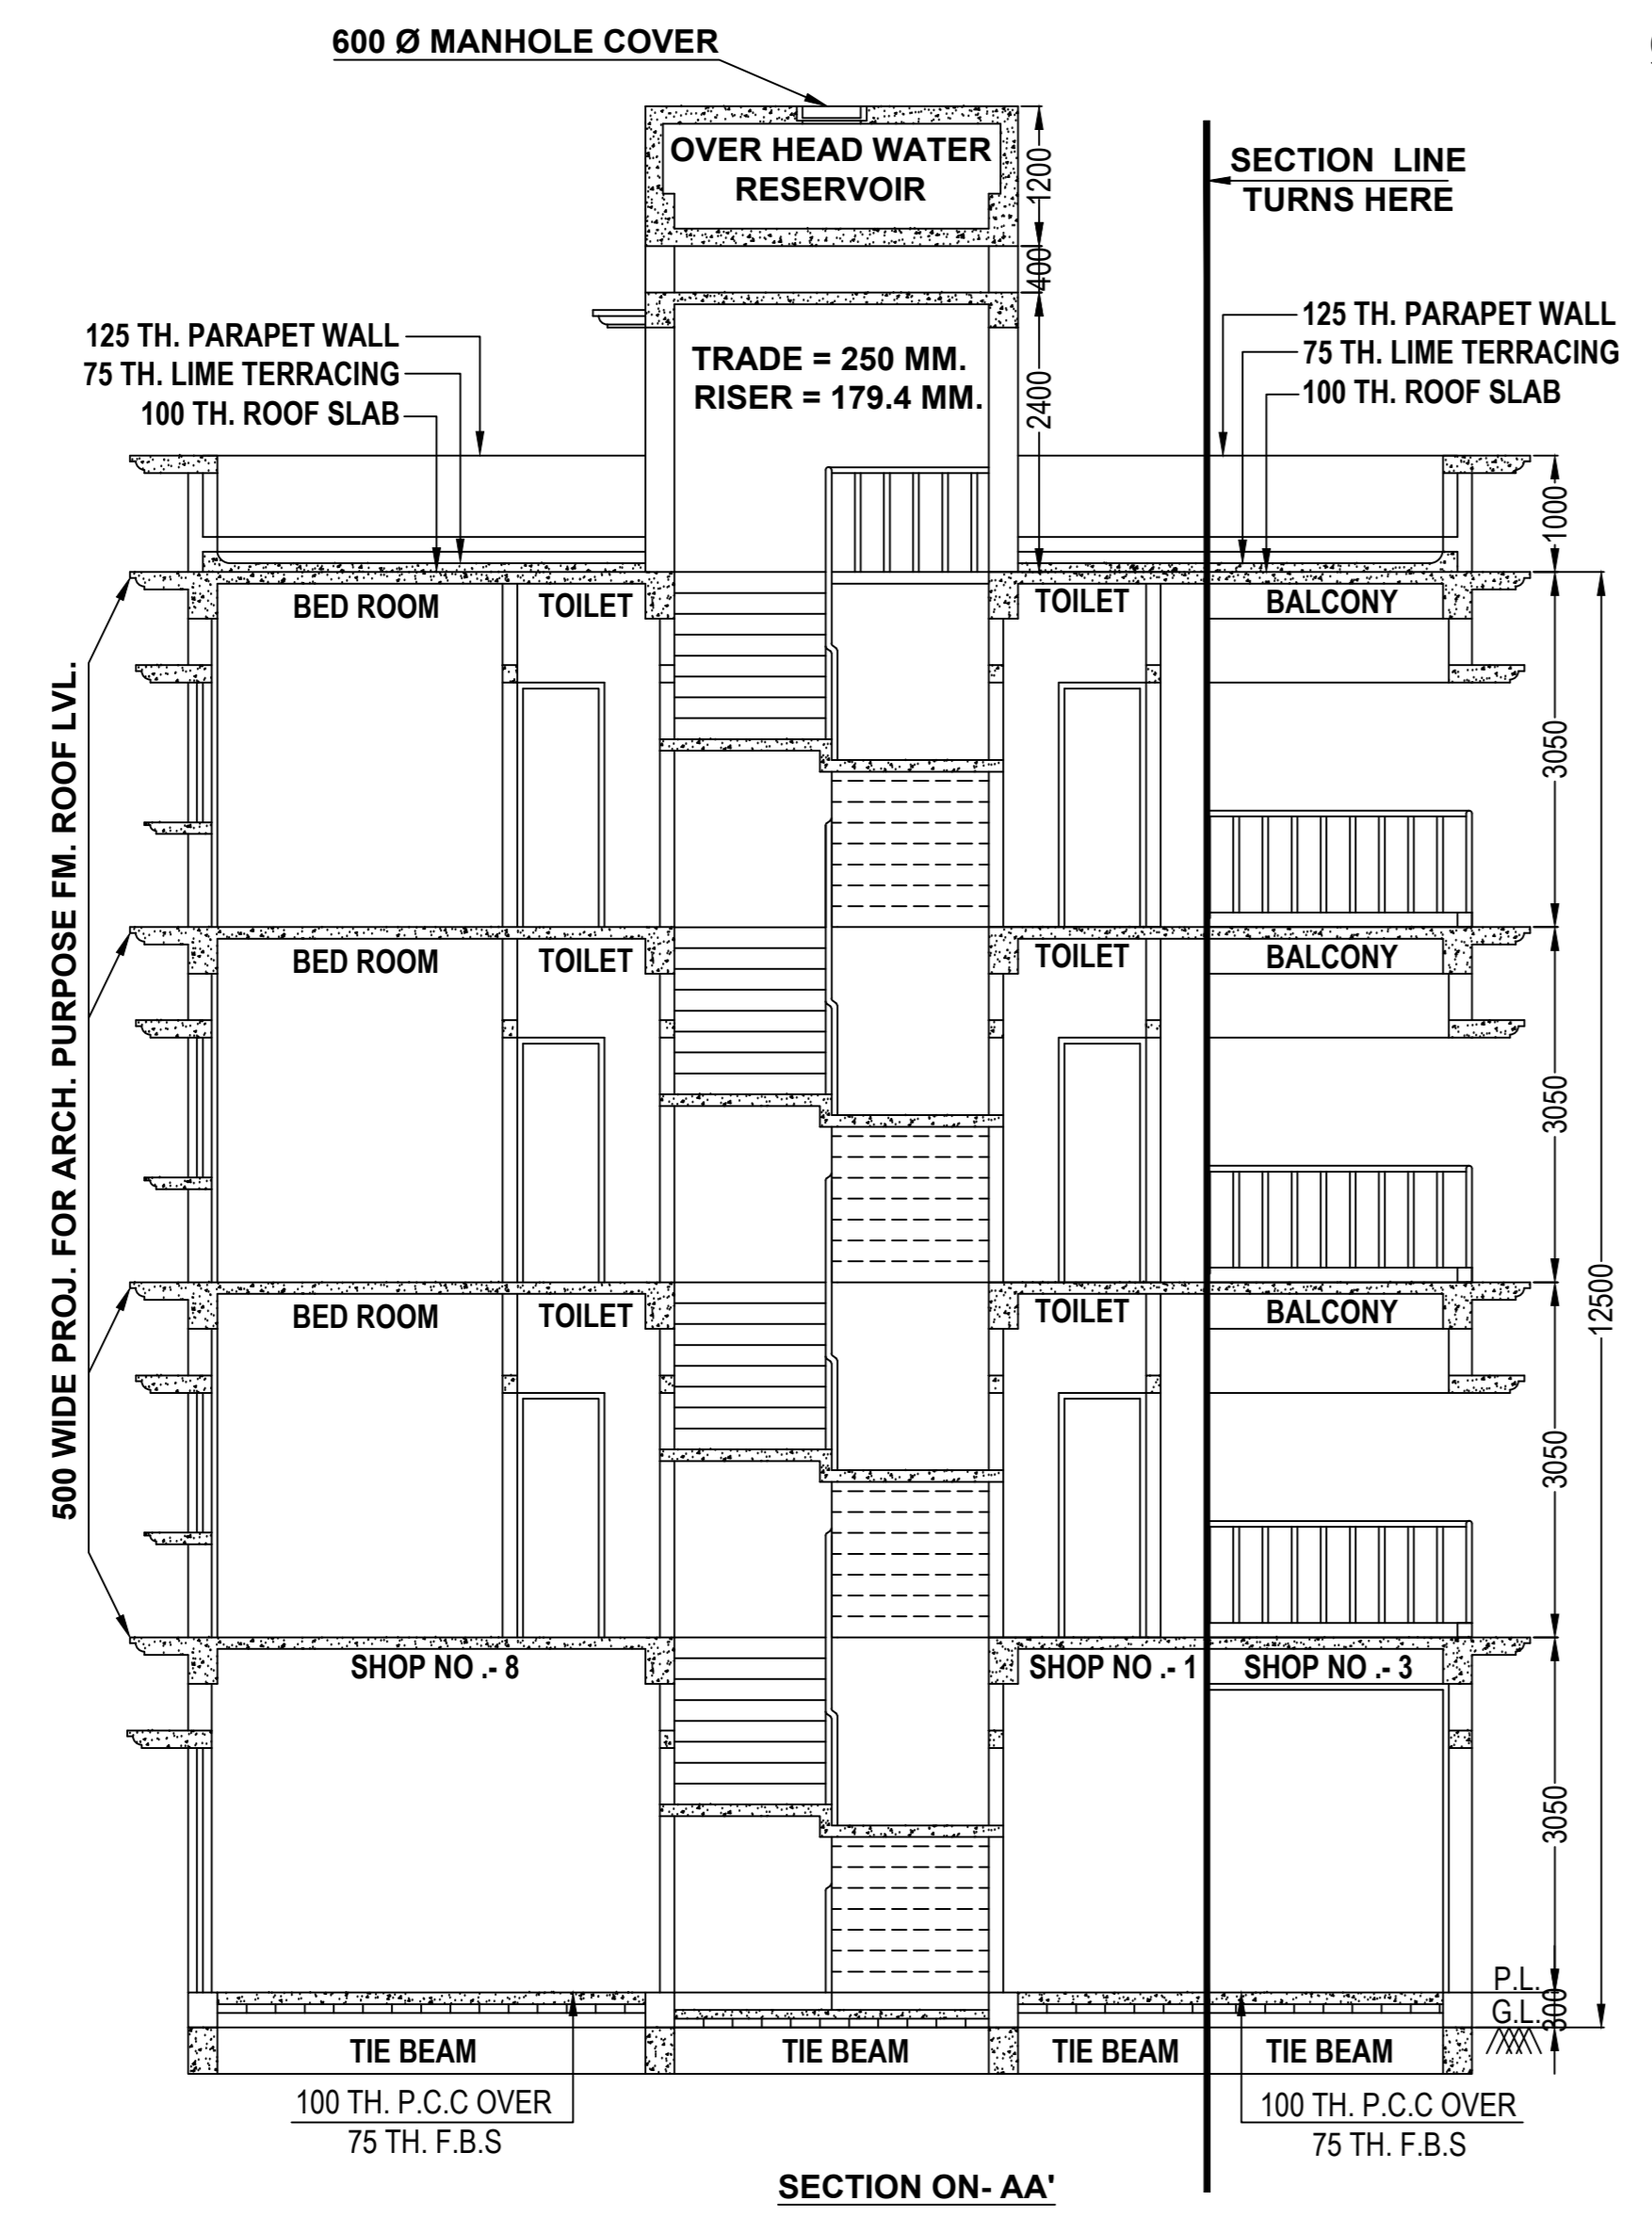 600 Ø MANHOLE COVER
OVER HEAD WATER
RESERVOIR
1200
SECTION LINE
TURNS HERE
400
125 TH. PARAPET WALL
75 TH. LIME TERRACING
100 TH. ROOF SLAB
TRADE = 250 MM.
RISER = 179.4 MM.
2400
125 TH. PARAPET WALL
75 TH. LIME TERRACING
100 TH. ROOF SLAB
1000
BED ROOM TOILET TOILET BALCONY
500 WIDE PROJ. FOR ARCH. PURPOSE FM. ROOF LVL.
3050
BED ROOM TOILET TOILET BALCONY
3050
12500
BED ROOM TOILET TOILET BALCONY
3050
SHOP NO .- 8 SHOP NO .- 1 SHOP NO .- 3
3050
P.L.
G.L.
300
TIE BEAM TIE BEAM TIE BEAM TIE BEAM
100 TH. P.C.C OVER
75 TH. F.B.S
100 TH. P.C.C OVER
75 TH. F.B.S
SECTION ON- AA'